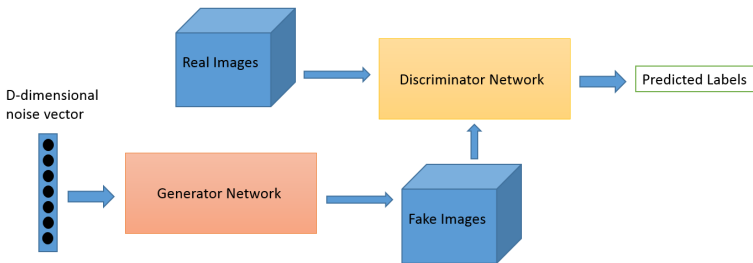 Real Images
Discriminator Network
Predicted Labels
D-dimensional
noise vector
Generator Network
Fake Images